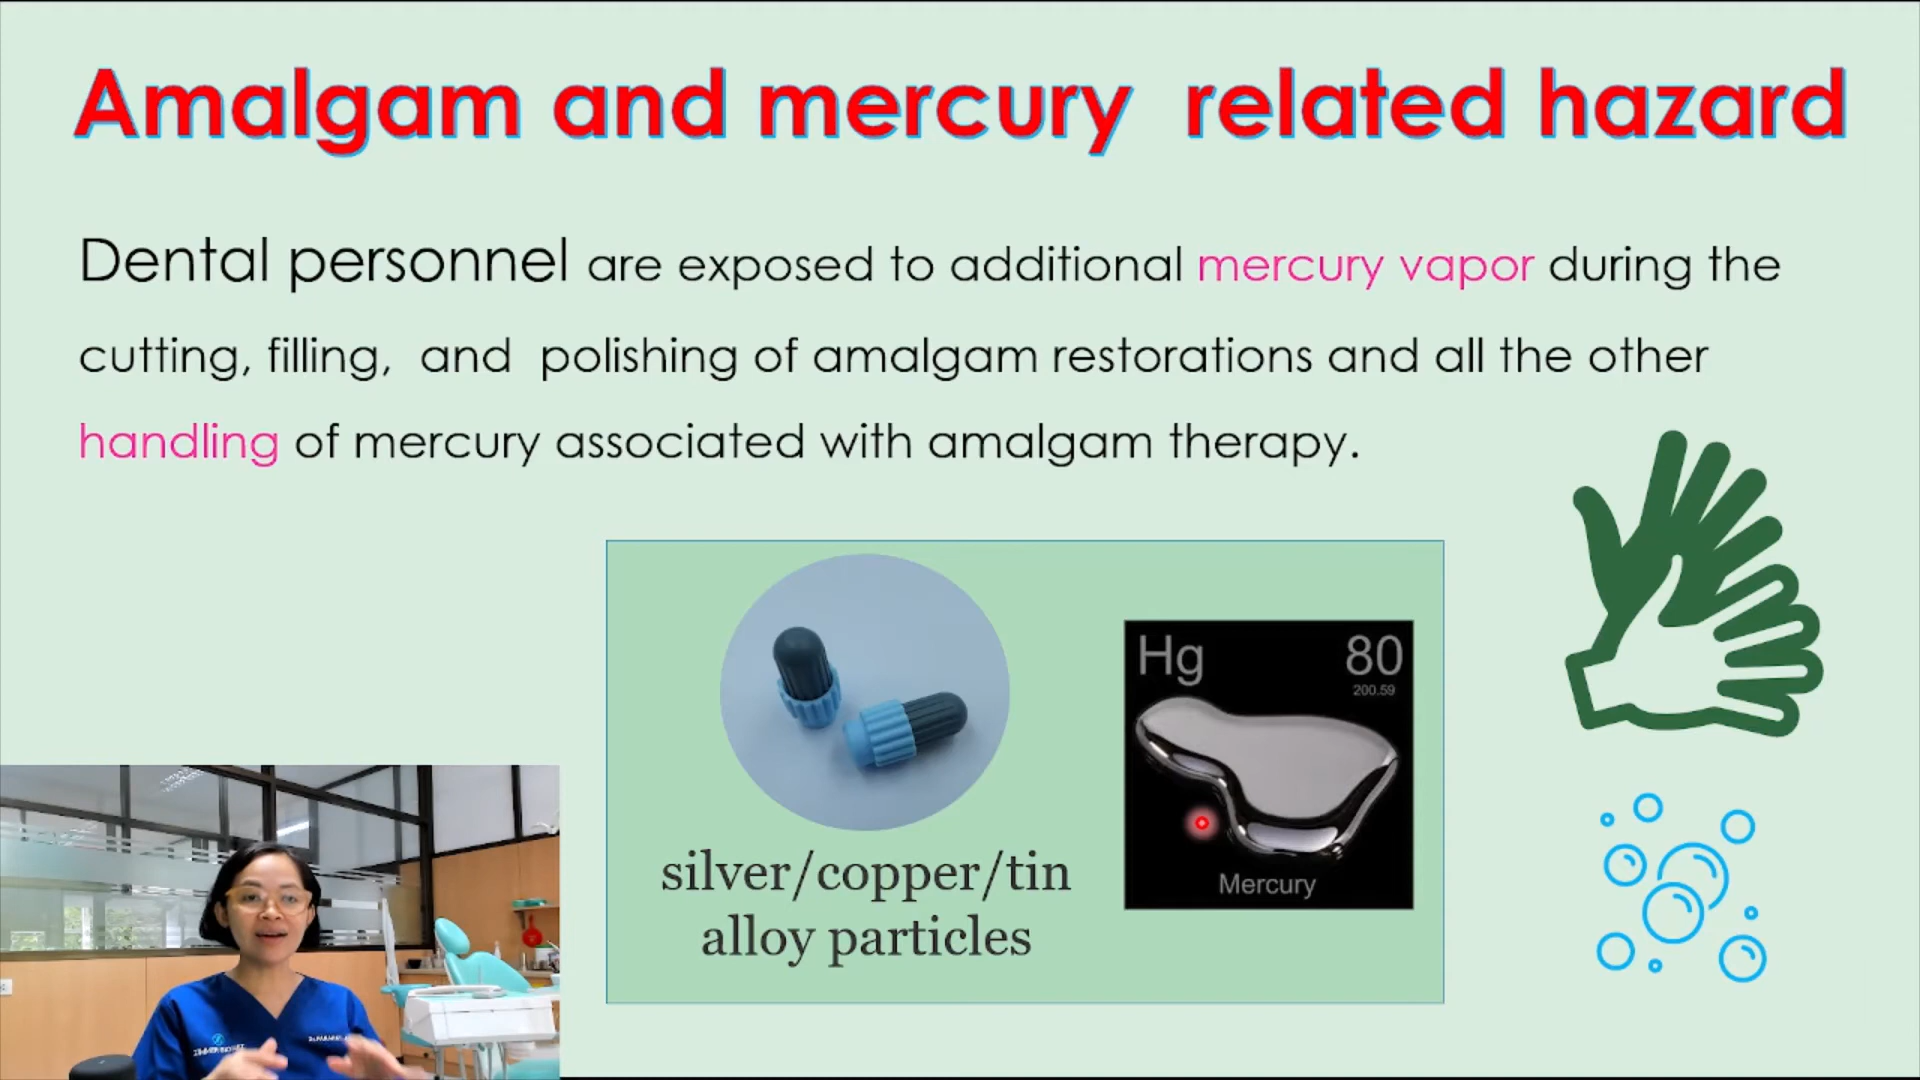 Amalgam and mercury related hazard
Dental personnel are exposed to additional mercury vapor during the
cutting, filling, and polishing of amalgam restorations and all the other
handling of mercury associated with amalgam therapy.
Hg 80
200.59
Mercury
silver/copper/tin
alloy particles